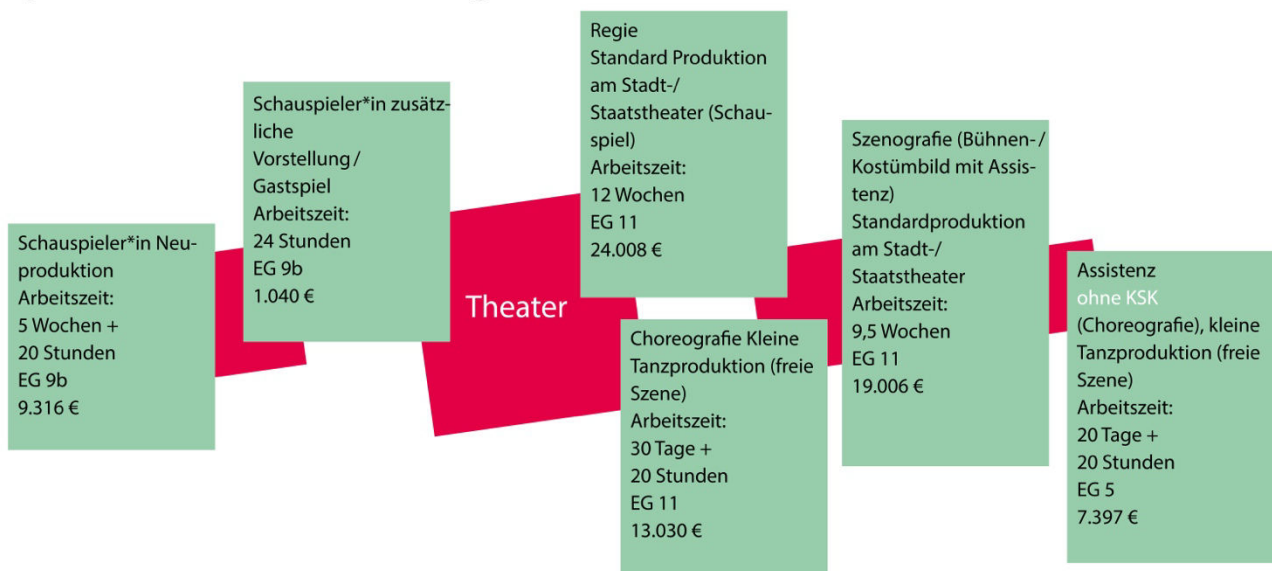 Schauspieler*in Neu-
produktion
Arbeitszeit:
5 Wochen +
20 Stunden
EG 9b
9.316 €
Schauspieler*in zusätz-
liche
Vorstellung /
Gastspiel
Arbeitszeit:
24 Stunden
EG 9b
1.040 €
Theater
Regie
Standard Produktion
am Stadt-/
Staatstheater (Schau-
spiel)
Arbeitszeit:
12 Wochen
EG 11
24.008 €
Choreografie Kleine
Tanzproduktion (freie
Szene)
Arbeitszeit:
30 Tage +
20 Stunden
EG 11
13.030 €
Szenografie (Bühnen-/
Kostümbild mit Assis-
tenz)
Standardproduktion
am Stadt-/
Staatstheater
Arbeitszeit:
9,5 Wochen
EG 11
19.006 €
Assistenz
ohne KSK
(Choreografie), kleine
Tanzproduktion (freie
Szene)
Arbeitszeit:
20 Tage +
20 Stunden
EG 5
7.397 €